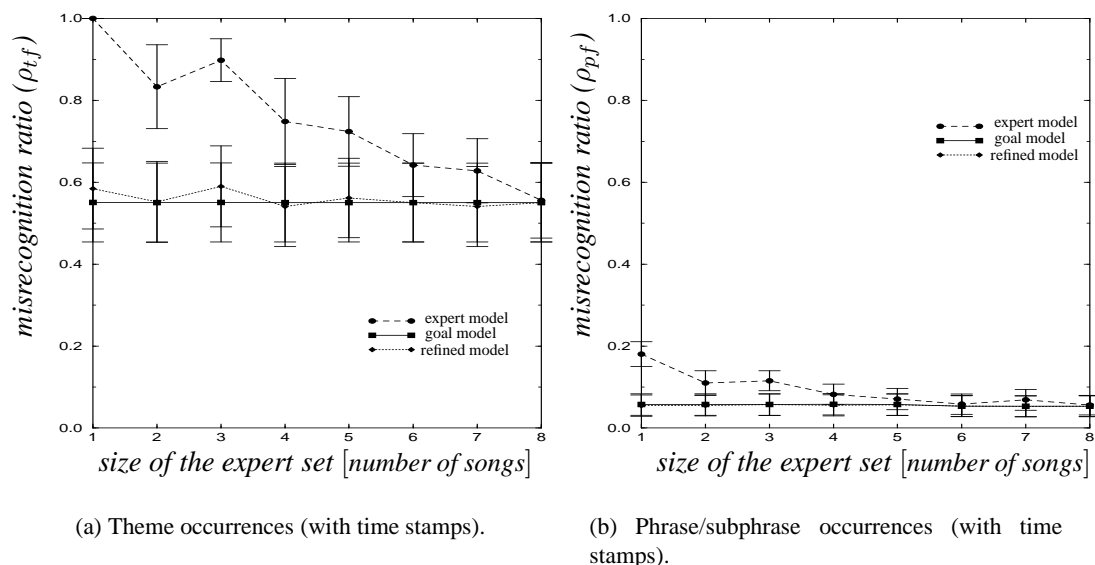 misrecognition ratio (ρtf)
1.0
0.8
0.6
0.4
0.2
0.0
1 2 3 4 5 6 7 8
size of the expert set [number of songs]
expert model
goal model
refined model
(a) Theme occurrences (with time stamps).
misrecognition ratio (ρpf)
1.0
0.8
0.6
0.4
0.2
0.0
1 2 3 4 5 6 7 8
size of the expert set [number of songs]
expert model
goal model
refined model
(b) Phrase/subphrase occurrences (with time
stamps).